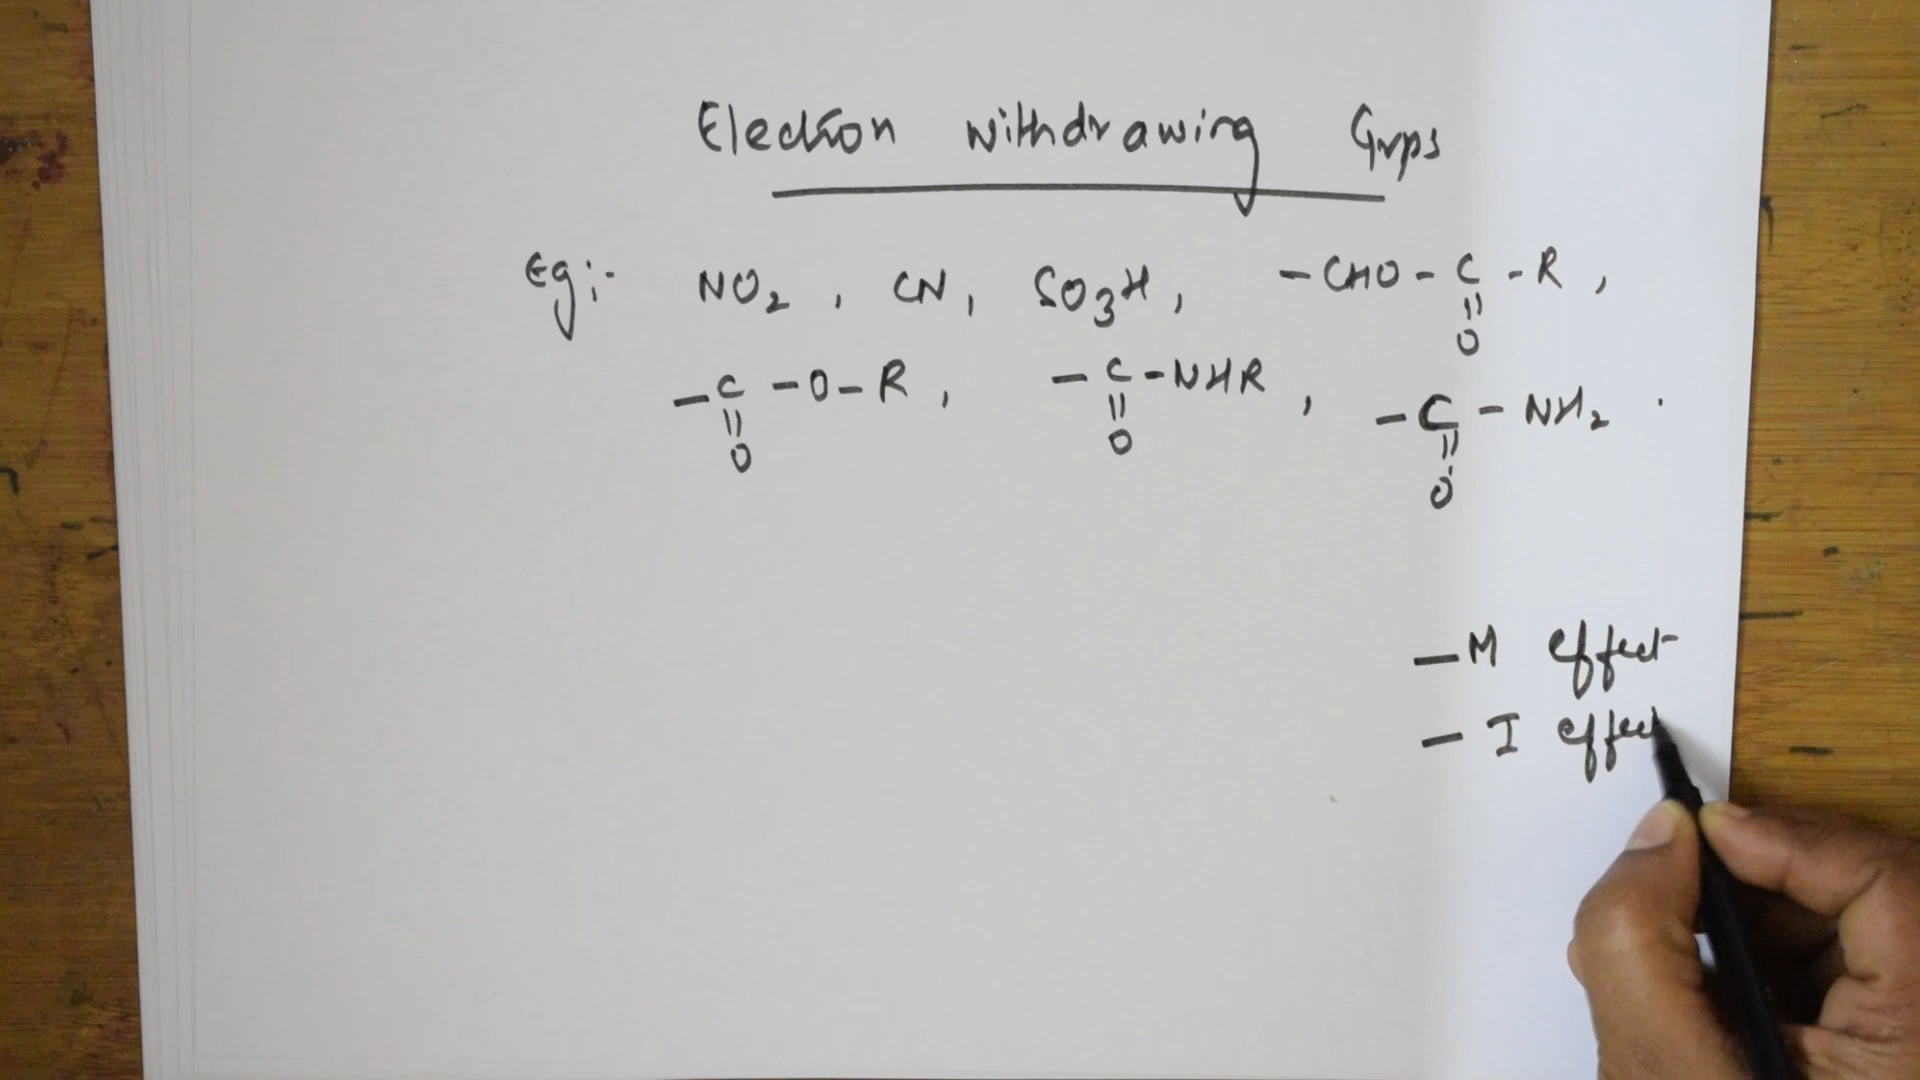 Electron withdrawing Grps
Eg:- NO2, CN, SO3H, -CHO - C - R,
||
O
-C-O-R, -C-NHR, -C-NH2.
|| || ||
O O O
-M effect
-I effect